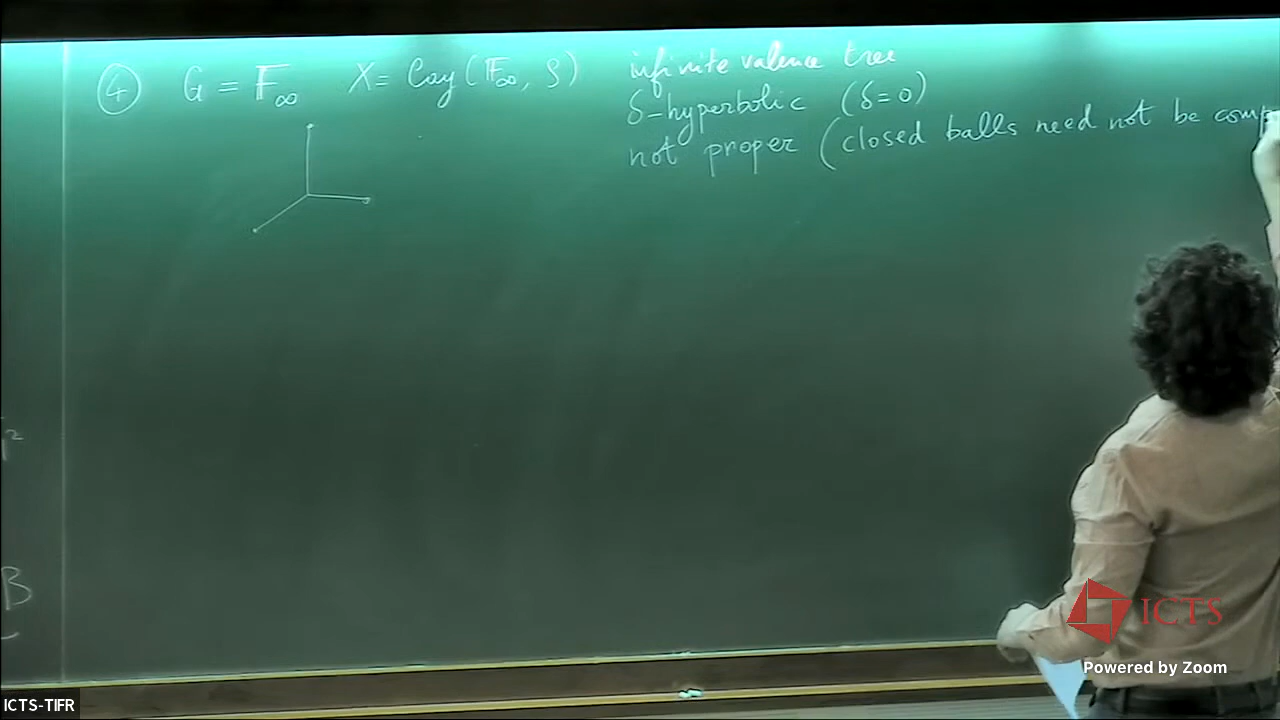 ④ G = F∞ X = Cay(F∞, S) infinite valence tree
δ-hyperbolic (δ=0)
not proper (closed balls need not be comp
B
ICTS
Powered by Zoom
ICTS-TIFR